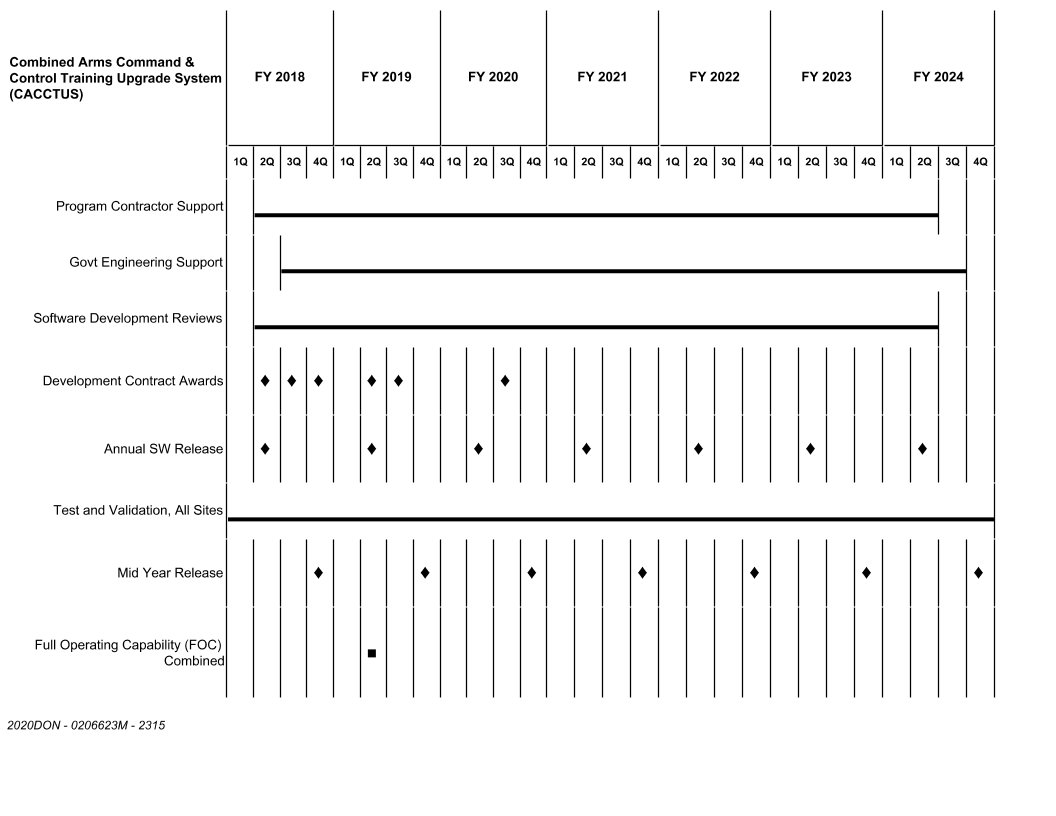 Combined Arms Command &
Control Training Upgrade System
(CACCTUS)
FY 2018 FY 2019 FY 2020 FY 2021 FY 2022 FY 2023 FY 2024
1Q 2Q 3Q 4Q 1Q 2Q 3Q 4Q 1Q 2Q 3Q 4Q 1Q 2Q 3Q 4Q 1Q 2Q 3Q 4Q 1Q 2Q 3Q 4Q 1Q 2Q 3Q 4Q
Program Contractor Support
Govt Engineering Support
Software Development Reviews
Development Contract Awards
Annual SW Release
Test and Validation, All Sites
Mid Year Release
Full Operating Capability (FOC)
Combined
2020DON - 0206623M - 2315